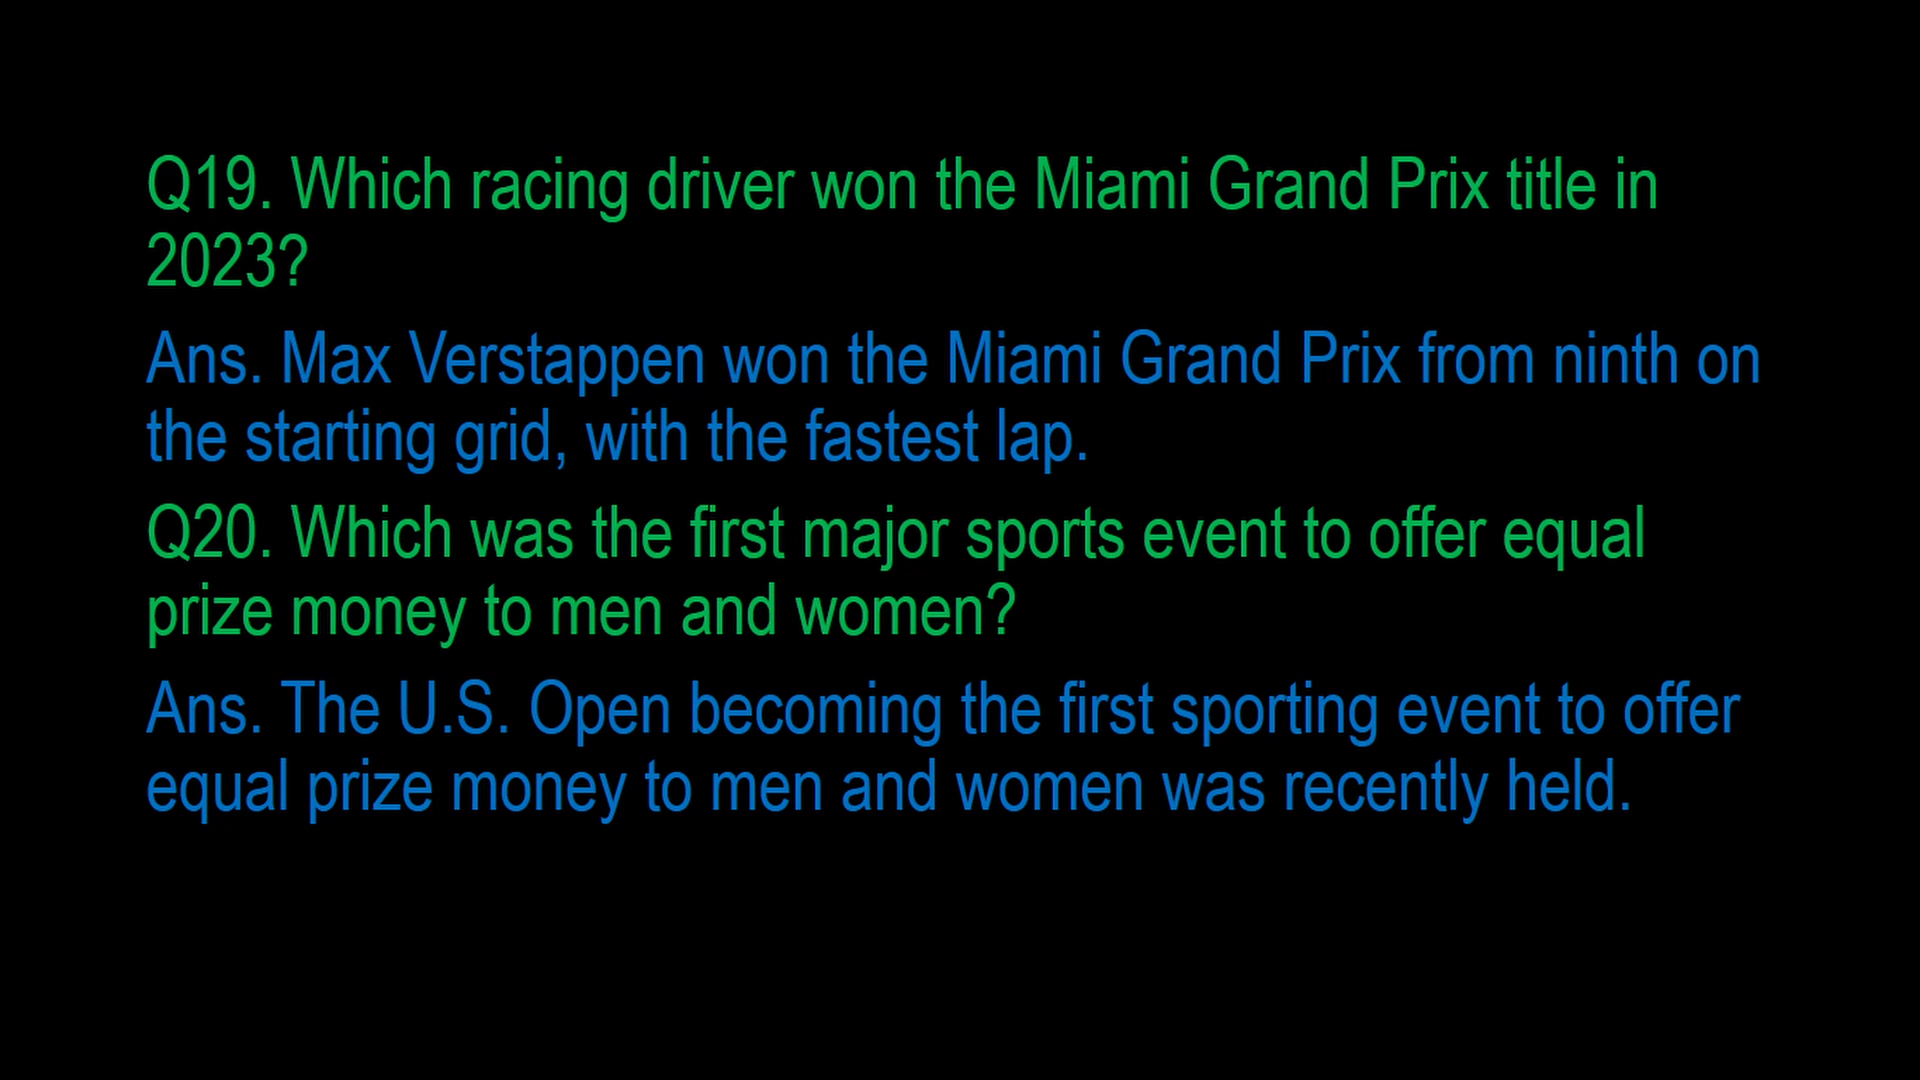 Q19. Which racing driver won the Miami Grand Prix title in
2023?
Ans. Max Verstappen won the Miami Grand Prix from ninth on
the starting grid, with the fastest lap.
Q20. Which was the first major sports event to offer equal
prize money to men and women?
Ans. The U.S. Open becoming the first sporting event to offer
equal prize money to men and women was recently held.